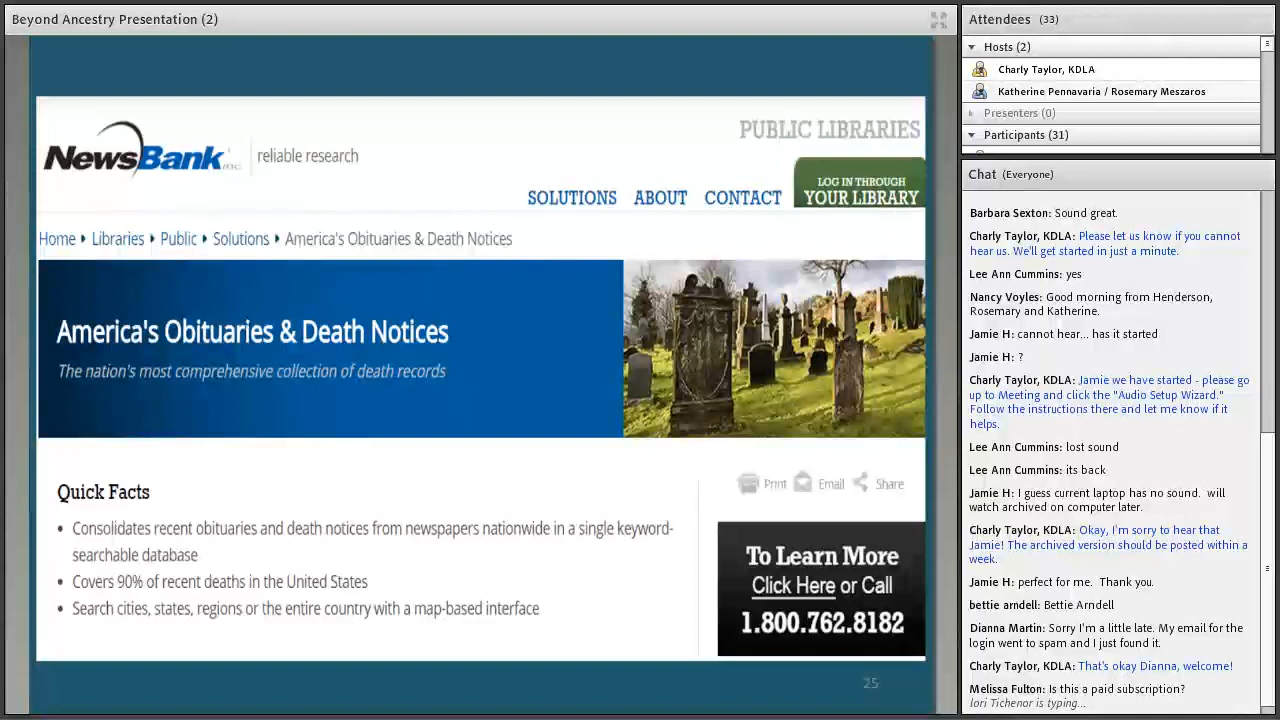 Beyond Ancestry Presentation (2)
NewsBank INC.
reliable research
PUBLIC LIBRARIES
SOLUTIONS ABOUT CONTACT
LOG IN THROUGH
YOUR LIBRARY
Home Libraries Public Solutions America's Obituaries & Death Notices
America's Obituaries & Death Notices
The nation's most comprehensive collection of death records
Quick Facts
• Consolidates recent obituaries and death notices from newspapers nationwide in a single keyword-
searchable database
• Covers 90% of recent deaths in the United States
• Search cities, states, regions or the entire country with a map-based interface
Print Email Share
To Learn More
Click Here or Call
1.800.762.8182
25
Attendees (33)
Hosts (2)
Charly Taylor, KDLA
Katherine Pennavaria / Rosemary Meszaros
Presenters (0)
Participants (31)
Chat (Everyone)
Barbara Sexton: Sound great.
Charly Taylor, KDLA: Please let us know if you cannot
hear us. We'll get started in just a minute.
Lee Ann Cummins: yes
Nancy Voyles: Good morning from Henderson,
Rosemary and Katherine.
Jamie H: cannot hear... has it started
Jamie H: ?
Charly Taylor, KDLA: Jamie we have started - please go
up to Meeting and click the "Audio Setup Wizard."
Follow the instructions there and let me know if it
helps.
Lee Ann Cummins: lost sound
Lee Ann Cummins: its back
Jamie H: I guess current laptop has no sound. will
watch archived on computer later.
Charly Taylor, KDLA: Okay, I'm sorry to hear that
Jamie! The archived version should be posted within a
week.
Jamie H: perfect for me. Thank you.
bettie arndell: Bettie Arndell
Dianna Martin: Sorry I'm a little late. My email for the
login went to spam and I just found it.
Charly Taylor, KDLA: That's okay Dianna, welcome!
Melissa Fulton: Is this a paid subscription?
lori Tichenor is typing...